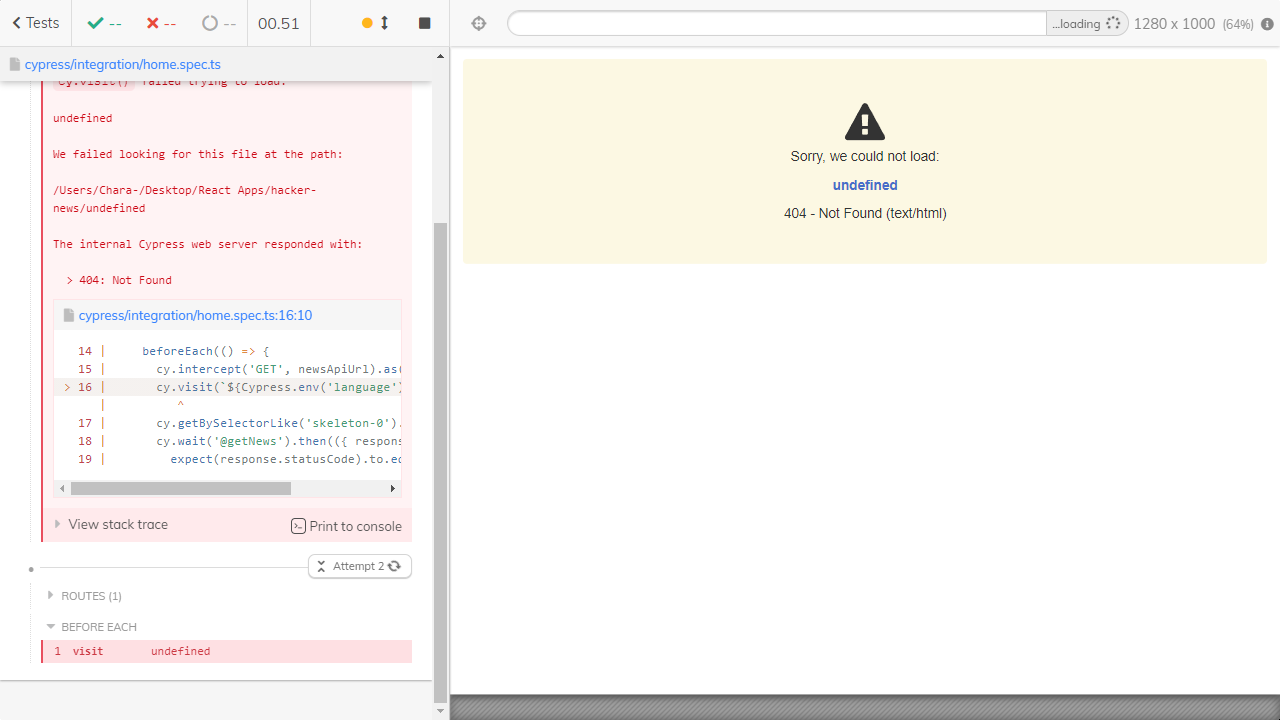 Tests
--
--
--
00.51
...loading
1280 x 1000 (64%)
cypress/integration/home.spec.ts
cy.visit() failed trying to load:
undefined
We failed looking for this file at the path:
/Users/Chara-/Desktop/React Apps/hacker-
news/undefined
The internal Cypress web server responded with:
> 404: Not Found
cypress/integration/home.spec.ts:16:10
14 | beforeEach(() => {
15 | cy.intercept('GET', newsApiUrl).as(
> 16 | cy.visit(`${Cypress.env('language')
| ^
17 | cy.getBySelectorLike('skeleton-0').
18 | cy.wait('@getNews').then(({ respons
19 | expect(response.statusCode).to.eq
View stack trace
Print to console
Attempt 2
ROUTES (1)
BEFORE EACH
1 visit undefined
Sorry, we could not load:
undefined
404 - Not Found (text/html)